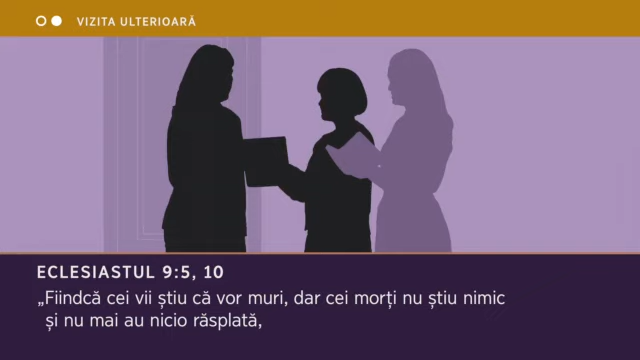 VIZITA ULTERIOARĂ
ECLESIASTUL 9:5, 10
„Fiindcă cei vii știu că vor muri, dar cei morți nu știu nimic
și nu mai au nicio răsplată,